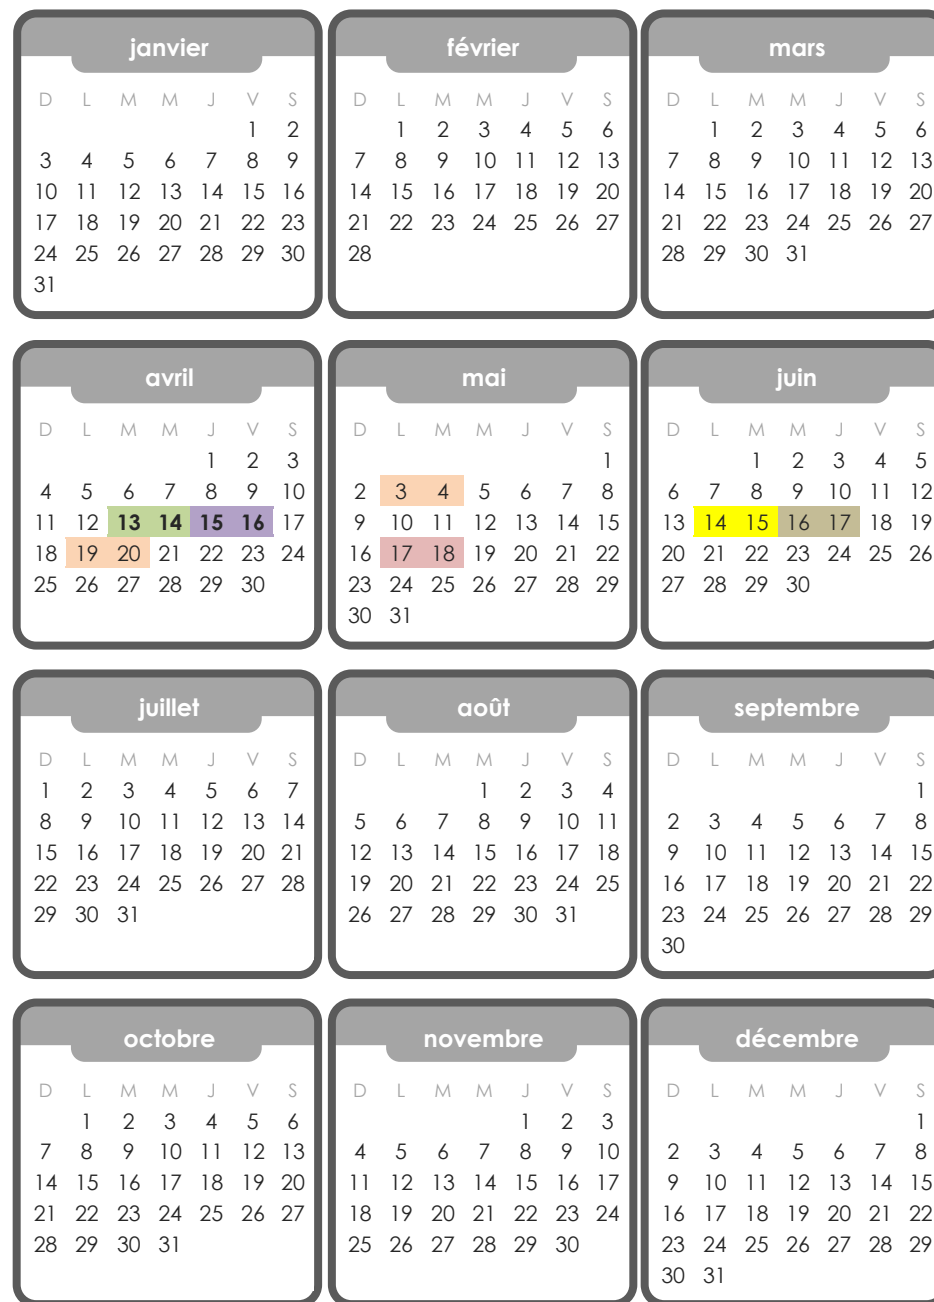 janvier
D L M M J V S
1 2
3 4 5 6 7 8 9
10 11 12 13 14 15 16
17 18 19 20 21 22 23
24 25 26 27 28 29 30
31
février
D L M M J V S
1 2 3 4 5 6
7 8 9 10 11 12 13
14 15 16 17 18 19 20
21 22 23 24 25 26 27
28
mars
D L M M J V S
1 2 3 4 5 6
7 8 9 10 11 12 13
14 15 16 17 18 19 20
21 22 23 24 25 26 27
28 29 30 31
avril
D L M M J V S
1 2 3
4 5 6 7 8 9 10
11 12 13 14 15 16 17
18 19 20 21 22 23 24
25 26 27 28 29 30
mai
D L M M J V S
1
2 3 4 5 6 7 8
9 10 11 12 13 14 15
16 17 18 19 20 21 22
23 24 25 26 27 28 29
30 31
juin
D L M M J V S
1 2 3 4 5
6 7 8 9 10 11 12
13 14 15 16 17 18 19
20 21 22 23 24 25 26
27 28 29 30
juillet
D L M M J V S
1 2 3 4 5 6 7
8 9 10 11 12 13 14
15 16 17 18 19 20 21
22 23 24 25 26 27 28
29 30 31
août
D L M M J V S
1 2 3 4
5 6 7 8 9 10 11
12 13 14 15 16 17 18
19 20 21 22 23 24 25
26 27 28 29 30 31
septembre
D L M M J V S
1
2 3 4 5 6 7 8
9 10 11 12 13 14 15
16 17 18 19 20 21 22
23 24 25 26 27 28 29
30
octobre
D L M M J V S
1 2 3 4 5 6
7 8 9 10 11 12 13
14 15 16 17 18 19 20
21 22 23 24 25 26 27
28 29 30 31
novembre
D L M M J V S
1 2 3
4 5 6 7 8 9 10
11 12 13 14 15 16 17
18 19 20 21 22 23 24
25 26 27 28 29 30
décembre
D L M M J V S
1
2 3 4 5 6 7 8
9 10 11 12 13 14 15
16 17 18 19 20 21 22
23 24 25 26 27 28 29
30 31